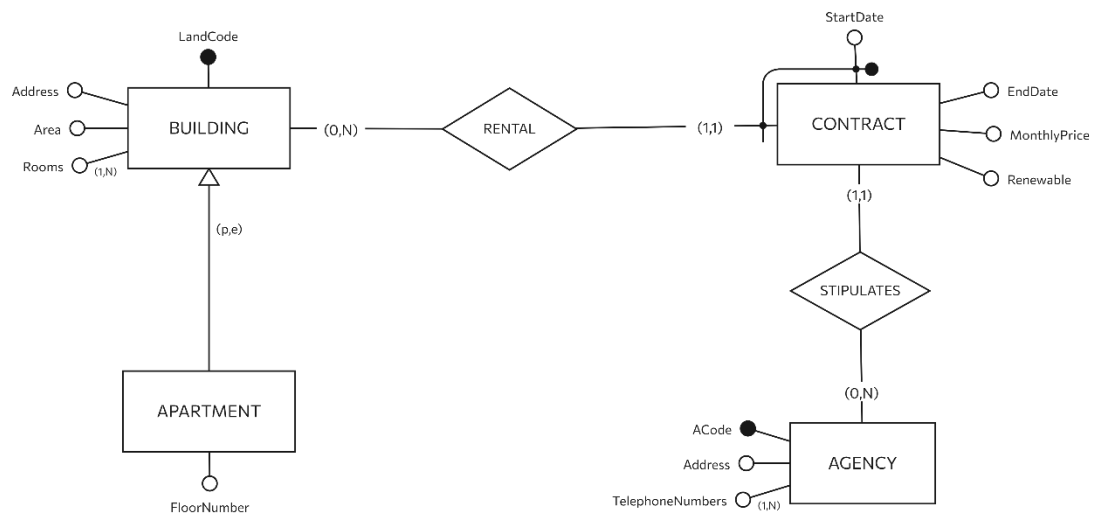 StartDate
LandCode
Address
EndDate
Area
BUILDING
(0,N)
RENTAL
(1,1)
CONTRACT
MonthlyPrice
Rooms
(1,N)
Renewable
(1,1)
(p,e)
STIPULATES
(0,N)
APARTMENT
ACode
Address
AGENCY
TelephoneNumbers
(1,N)
FloorNumber